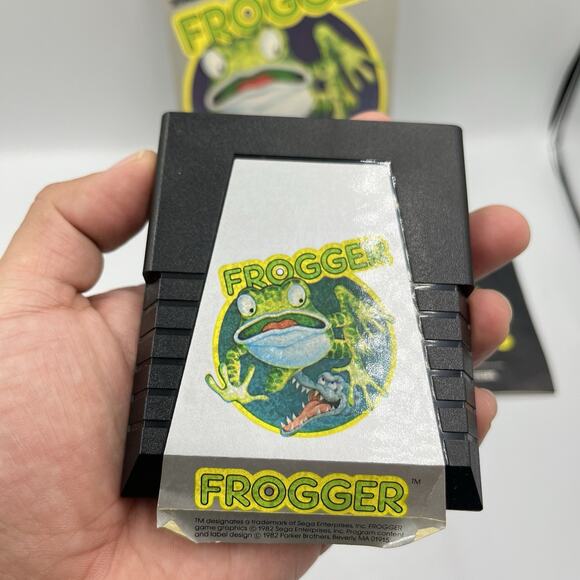 FROGGER
FROGGER
FROGGER
TM
TM designates a trademark of Sega Enterprises, Inc. FROGGER
game graphics © 1982 Sega Enterprises, Inc. Program content
and label design © 1982 Parker Brothers, Beverly, MA 01915